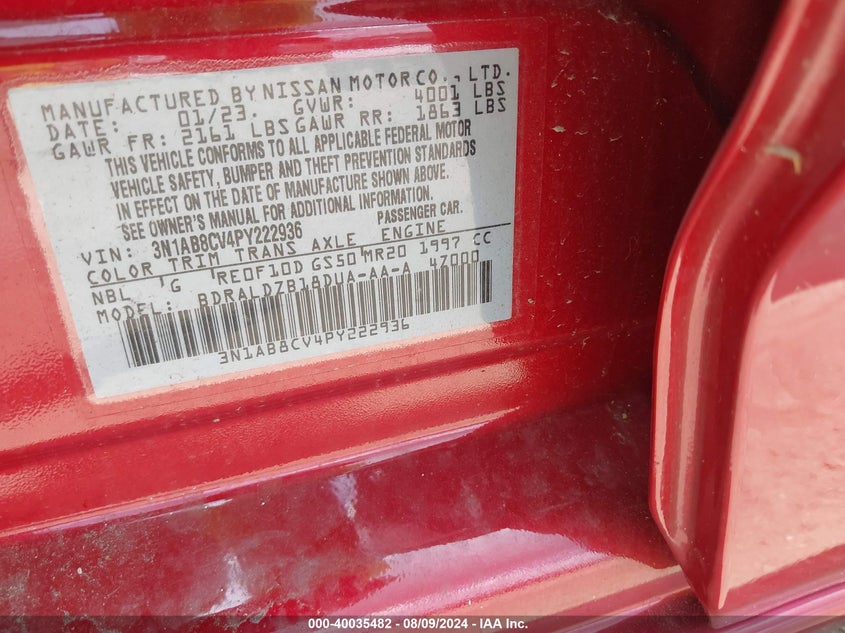 MANUFACTURED BY NISSAN MOTOR CO., LTD.
DATE: 01/23. GVWR: 4001 LBS
GAWR FR: 2161 LBS GAWR RR: 1863 LBS
THIS VEHICLE CONFORMS TO ALL APPLICABLE FEDERAL MOTOR
VEHICLE SAFETY, BUMPER AND THEFT PREVENTION STANDARDS
IN EFFECT ON THE DATE OF MANUFACTURE SHOWN ABOVE.
SEE OWNER'S MANUAL FOR ADDITIONAL INFORMATION.
VIN: 3N1AB8CV4PY222936 PASSENGER CAR.
COLOR TRIM TRANS AXLE ENGINE
NBL G RE0F10D GS50 MR20 1997 CC
MODEL: BDRALDZB18DUA-AA-A 47000
3N1AB8CV4PY222936
000-40035482 - 08/09/2024 - IAA Inc.